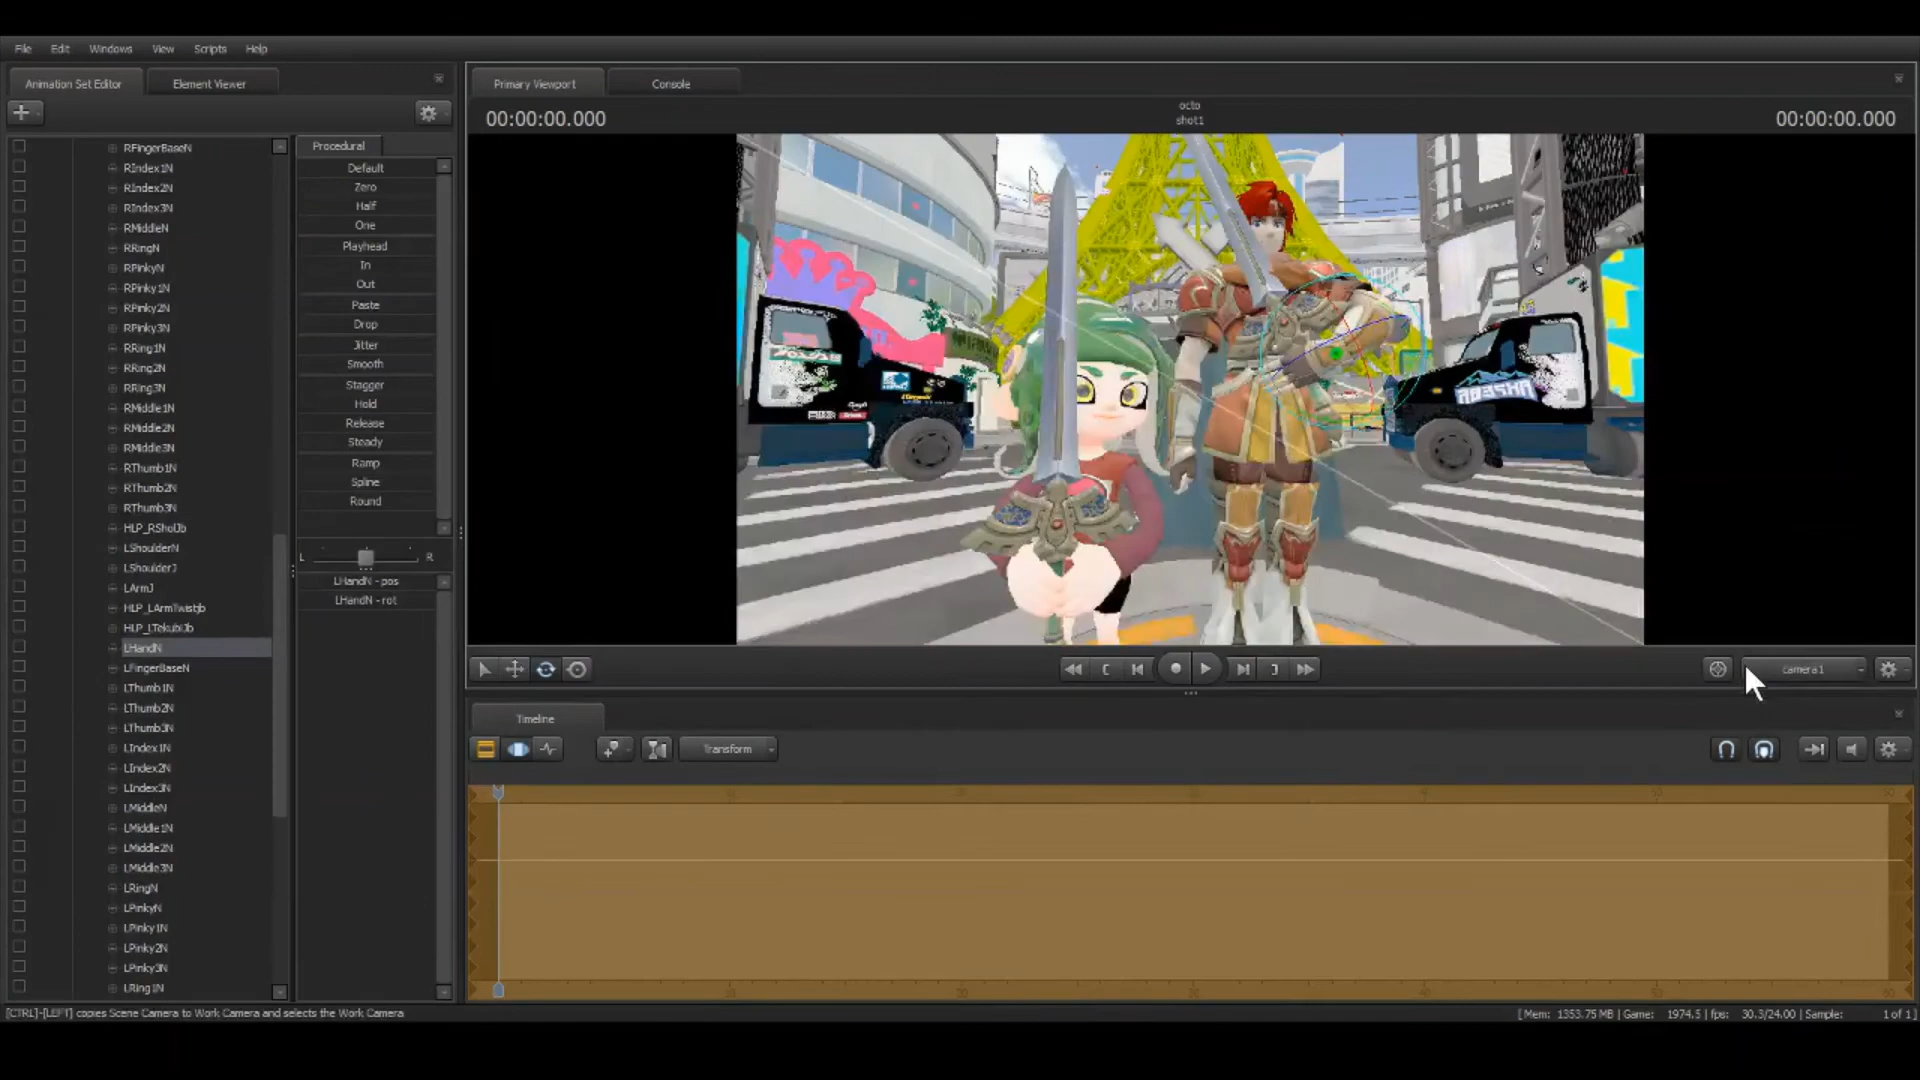 File Edit Windows View Scripts Help
Animation Set Editor Element Viewer
Primary Viewport Console
00:00:00.000
octo
shot1
00:00:00.000
RFingerBaseN
RIndex1N
RIndex2N
RIndex3N
RMiddleN
RRingN
RPinkyN
RPinky1N
RPinky2N
RPinky3N
RRing1N
RRing2N
RRing3N
RMiddle1N
RMiddle2N
RMiddle3N
RThumb1N
RThumb2N
RThumb3N
HLP_RSholJb
LShoulderN
LShoulderJ
LArmJ
HLP_LArmTwistJb
HLP_LTekubiJb
LHandN
LFingerBaseN
LThumb1N
LThumb2N
LThumb3N
LIndex1N
LIndex2N
LIndex3N
LMiddleN
LMiddle1N
LMiddle2N
LMiddle3N
LRingN
LPinkyN
LPinky1N
LPinky2N
LPinky3N
LRing1N
Procedural
Default
Zero
Half
One
Playhead
In
Out
Paste
Drop
Jitter
Smooth
Stagger
Hold
Release
Steady
Ramp
Spline
Round
L R
LHandN - pos
LHandN - rot
camera1
Timeline
Transform
[CTRL]-[LEFT] copies Scene Camera to Work Camera and selects the Work Camera
[ Mem: 1353.75 MB | Game: 1974.5 | fps: 30.3/24.00 | Sample: 1 of 1 ]